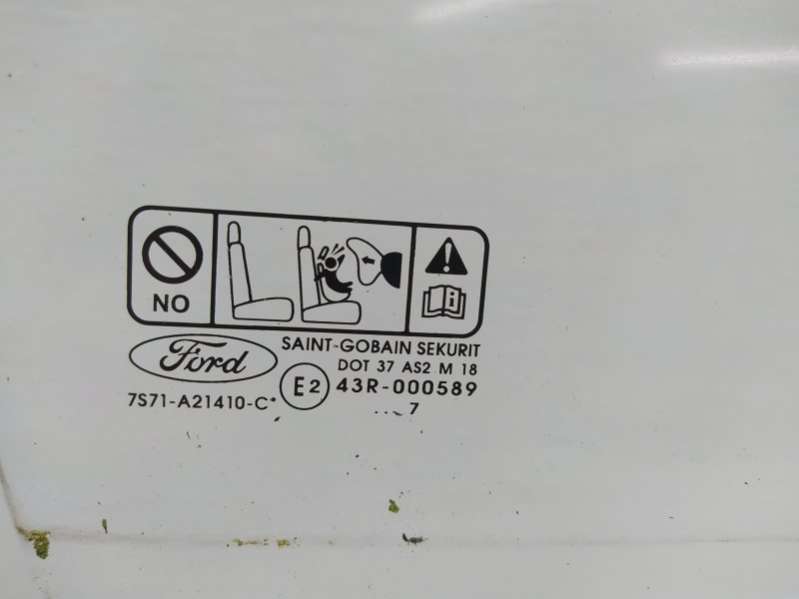 NO
Ford
SAINT-GOBAIN SEKURIT
DOT 37 AS2 M 18
E2 43R-000589
7S71-A21410-C*
7